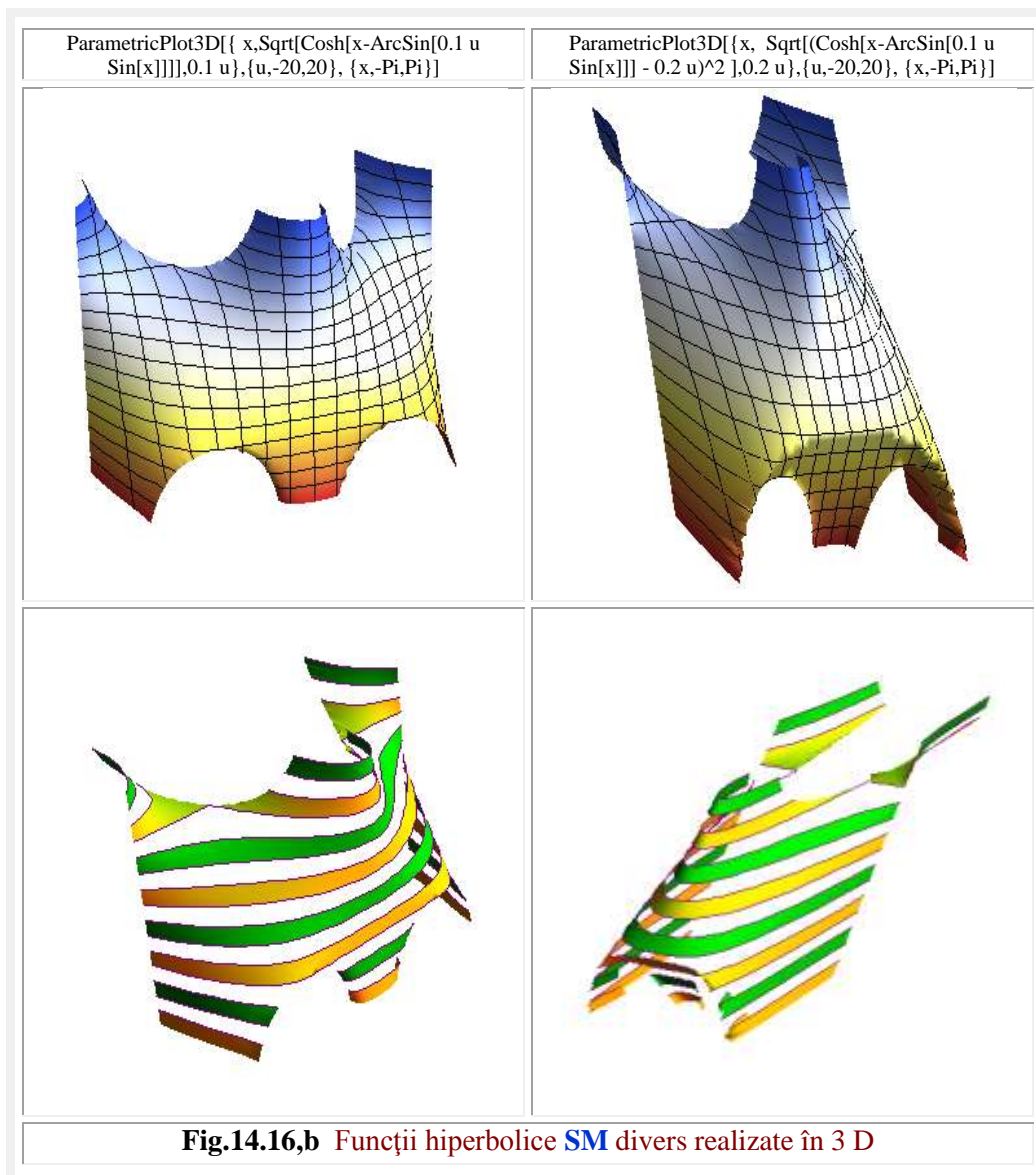 ParametricPlot3D[{ x,Sqrt[Cosh[x-ArcSin[0.1 u
Sin[x]]]],0.1 u},{u,-20,20}, {x,-Pi,Pi}]
ParametricPlot3D[{x,  Sqrt[(Cosh[x-ArcSin[0.1 u
Sin[x]]] - 0.2 u)^2 ],0.2 u},{u,-20,20}, {x,-Pi,Pi}]
Fig.14.16,b  Funcţii hiperbolice SM divers realizate în 3 D